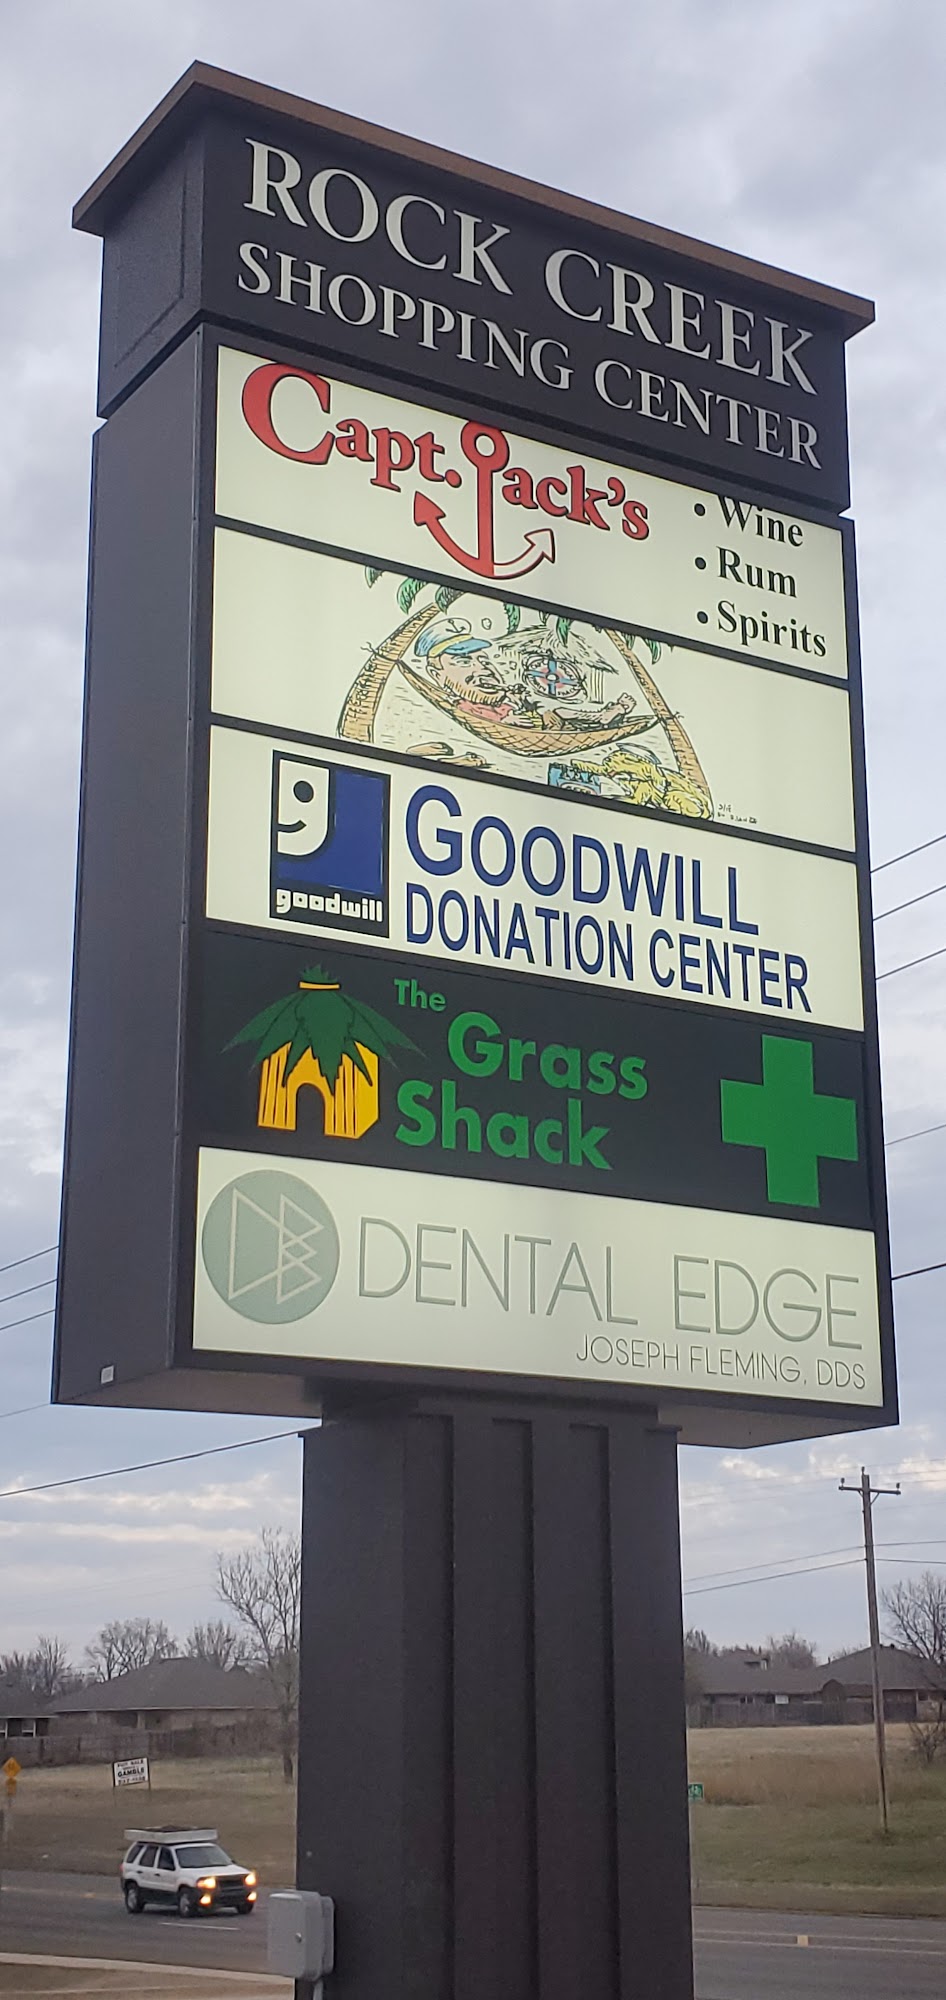 ROCK CREEK
SHOPPING CENTER
Capt. Jack's
• Wine
• Rum
• Spirits
goodwill
GOODWILL
DONATION CENTER
The
Grass
Shack
DENTAL EDGE
JOSEPH FLEMING, DDS
GAMBLE